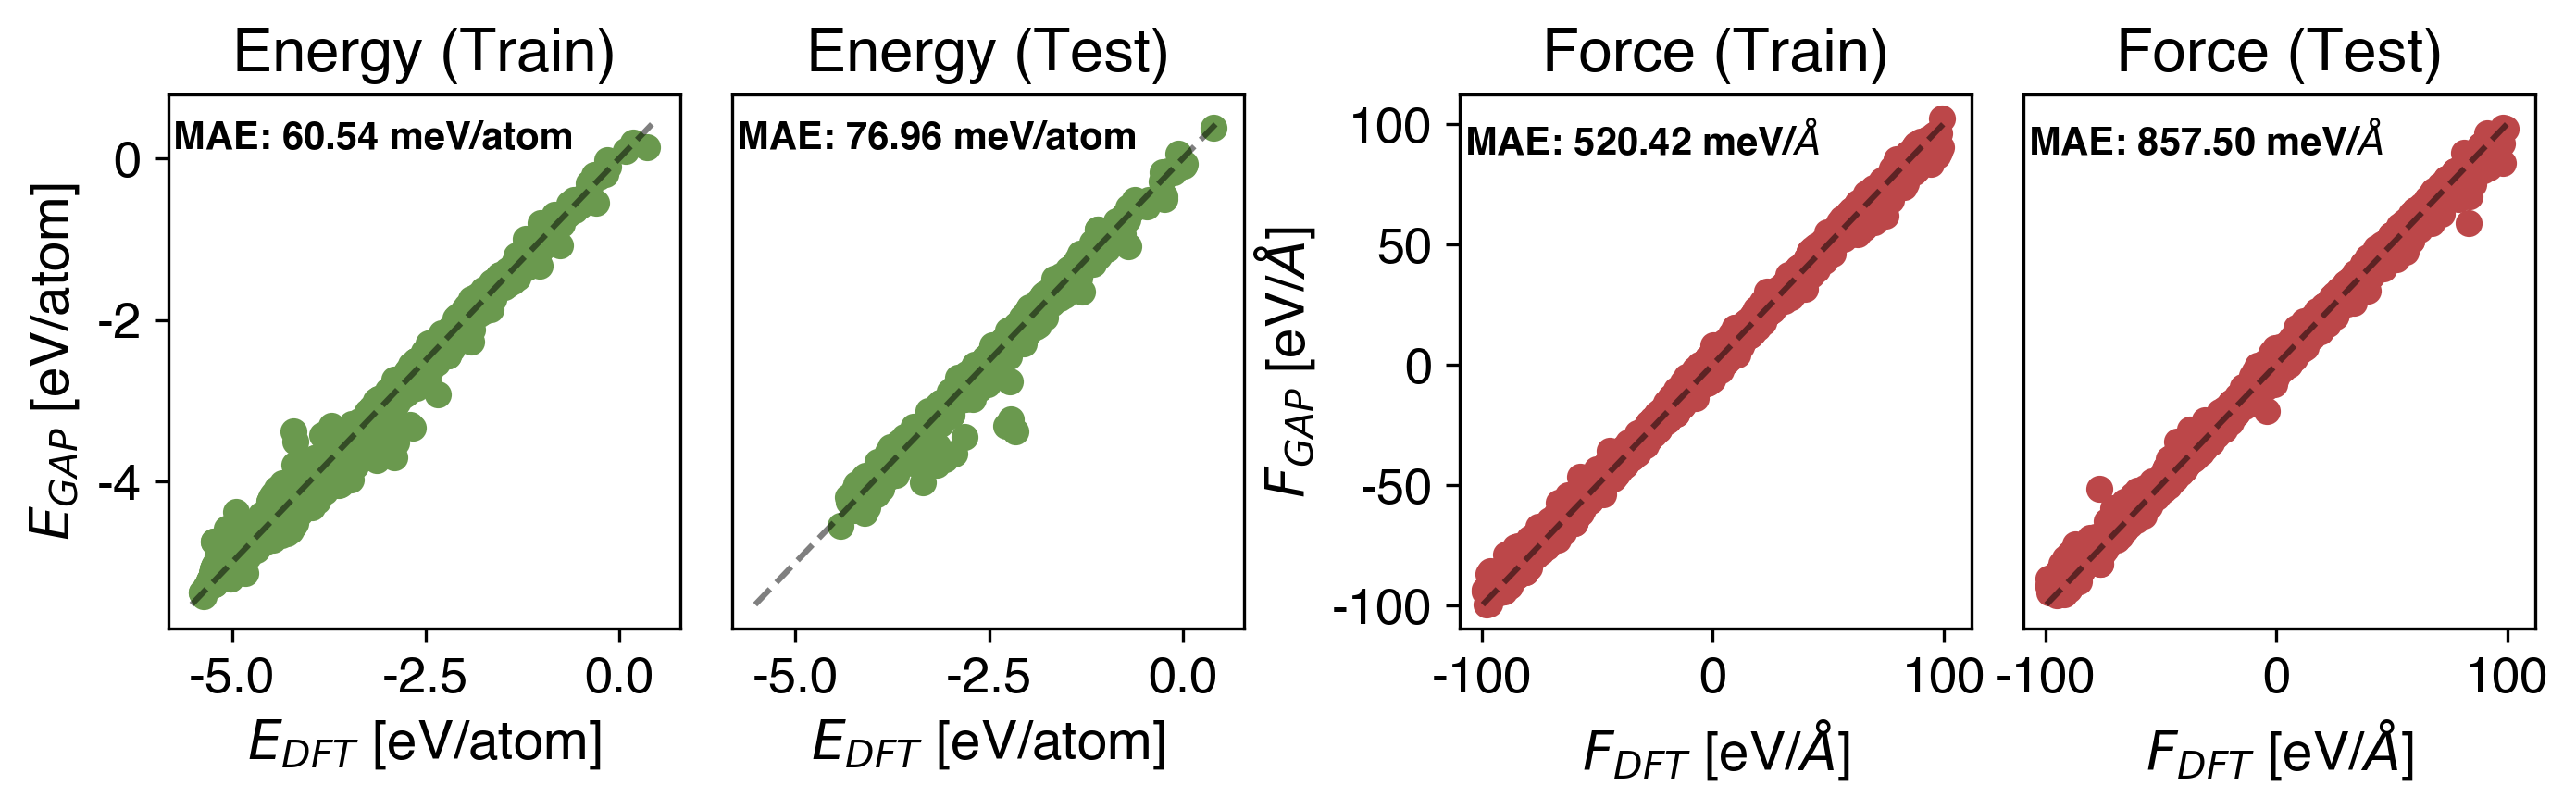 Energy (Train)
MAE: 60.54 meV/atom
0
-2
-4
E_GAP [eV/atom]
-5.0
-2.5
0.0
E_DFT [eV/atom]
Energy (Test)
MAE: 76.96 meV/atom
-5.0
-2.5
0.0
E_DFT [eV/atom]
Force (Train)
MAE: 520.42 meV/Å
100
50
0
-50
-100
F_GAP [eV/Å]
-100
0
100
F_DFT [eV/Å]
Force (Test)
MAE: 857.50 meV/Å
-100
0
100
F_DFT [eV/Å]